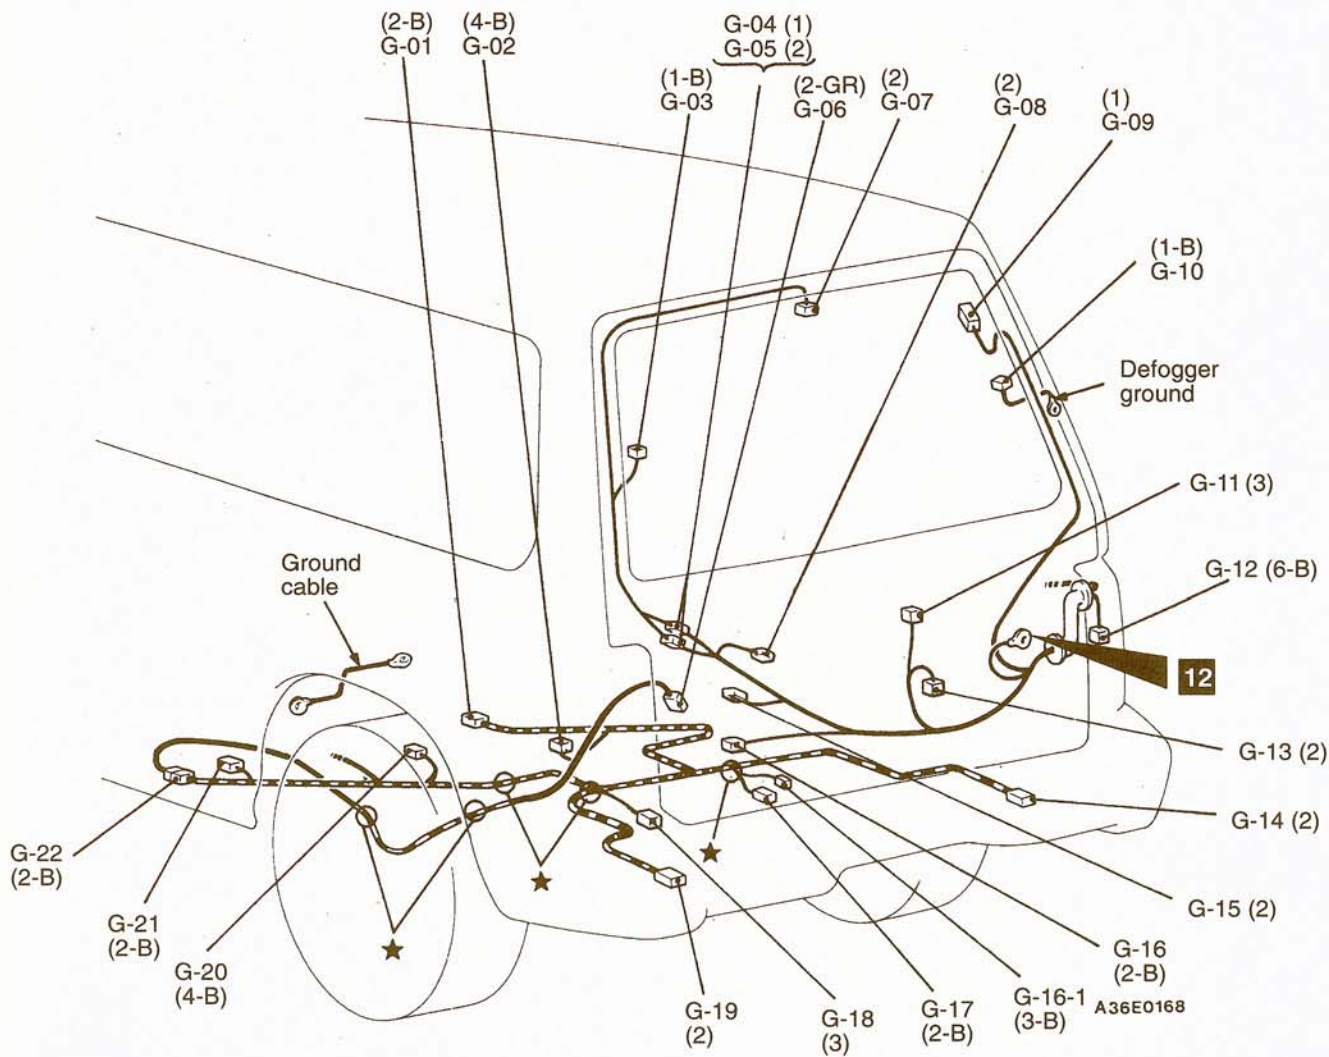 (2-B)
G-01
(4-B)
G-02
G-04 (1)
G-05 (2)
(1-B)
G-03
(2-GR)
G-06
(2)
G-07
(2)
G-08
(1)
G-09
(1-B)
G-10
Defogger
ground
G-11 (3)
G-12 (6-B)
12
Ground
cable
G-13 (2)
G-14 (2)
G-15 (2)
G-16
(2-B)
G-16-1
(3-B)
A36E0168
G-17
(2-B)
G-18
(3)
G-19
(2)
G-20
(4-B)
G-21
(2-B)
G-22
(2-B)